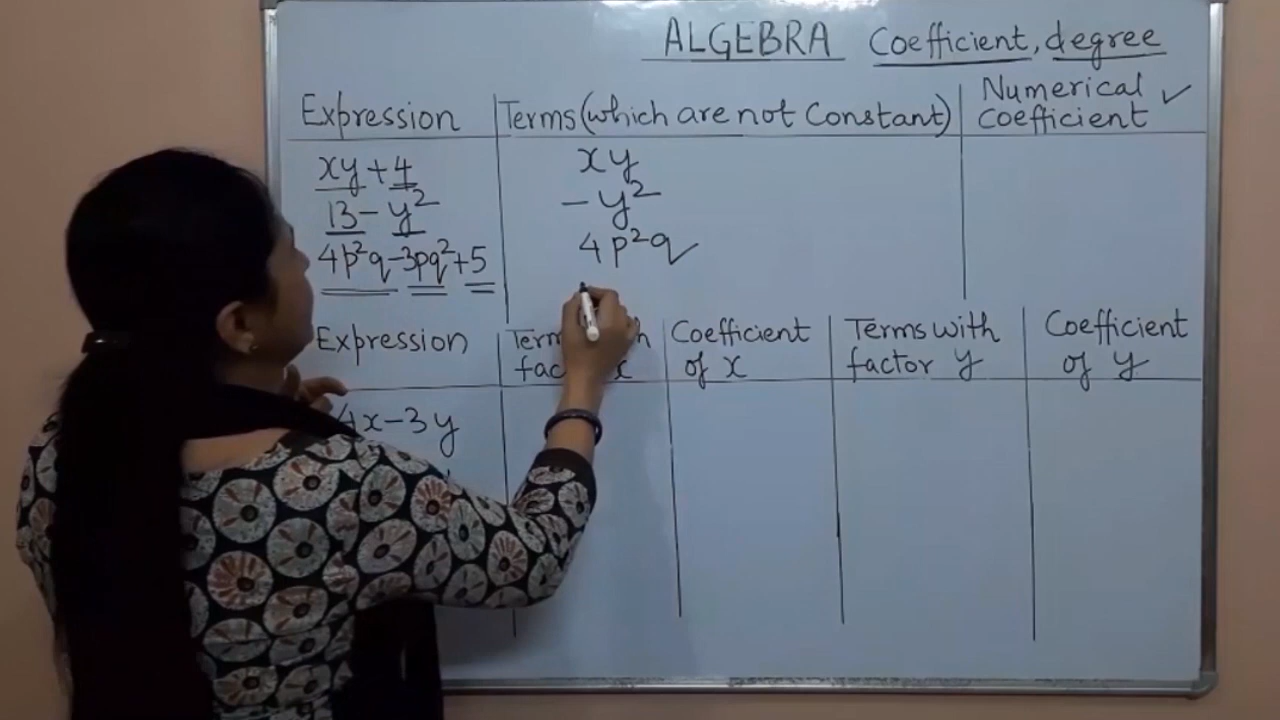 ALGEBRA Coefficient, degree
Expression Terms (which are not Constant) Numerical coefficient ✓
xy + 4 xy
13 - y² - y²
4p²q - 3pq² + 5 4p²q
Expression Coefficient of x Terms with factor y Coefficient of y
4x - 3y